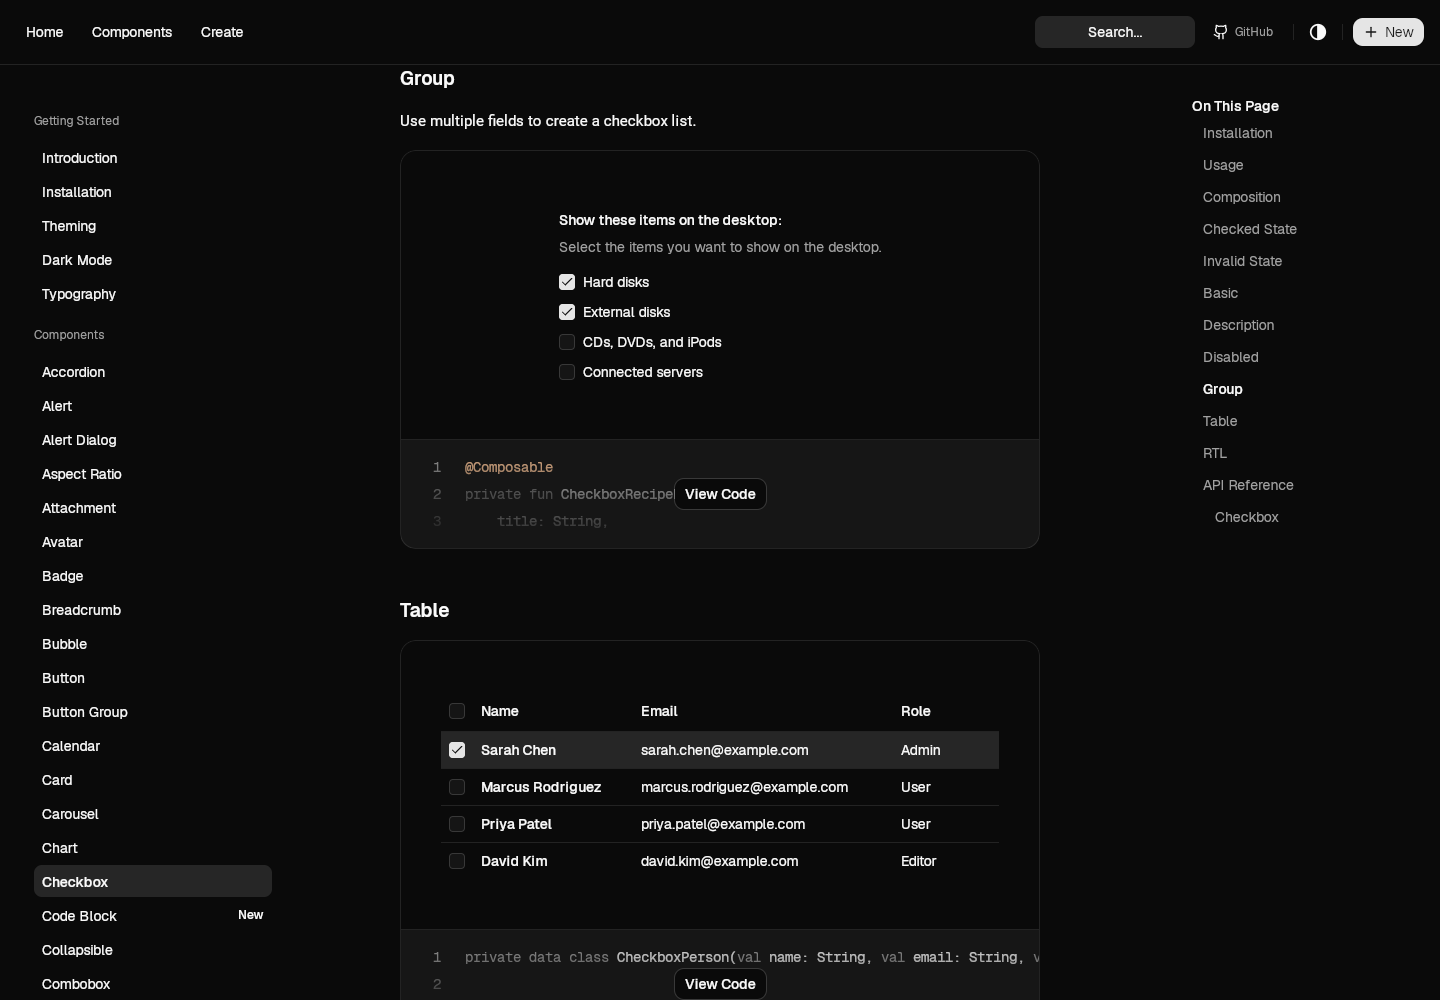 Home
Components
Create
Search...
GitHub
New
Getting Started
Introduction
Installation
Theming
Dark Mode
Typography
Components
Accordion
Alert
Alert Dialog
Aspect Ratio
Attachment
Avatar
Badge
Breadcrumb
Bubble
Button
Button Group
Calendar
Card
Carousel
Chart
Checkbox
Code Block New
Collapsible
Combobox
Group
Use multiple fields to create a checkbox list.
Show these items on the desktop:
Select the items you want to show on the desktop.
Hard disks
External disks
CDs, DVDs, and iPods
Connected servers
1 @Composable
2 private fun CheckboxRecipe
View Code
3 title: String,
Table
Name Email Role
Sarah Chen sarah.chen@example.com Admin
Marcus Rodriguez marcus.rodriguez@example.com User
Priya Patel priya.patel@example.com User
David Kim david.kim@example.com Editor
1 private data class CheckboxPerson(val name: String, val email: String, v
2
View Code
On This Page
Installation
Usage
Composition
Checked State
Invalid State
Basic
Description
Disabled
Group
Table
RTL
API Reference
Checkbox